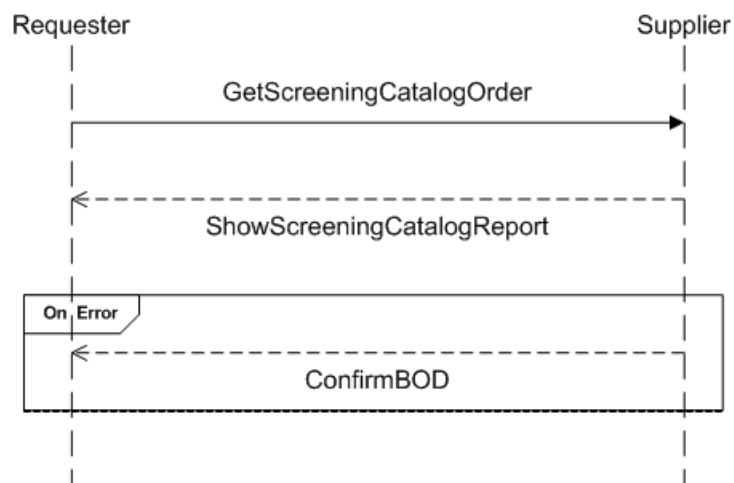 Requester Supplier
GetScreeningCatalogOrder
ShowScreeningCatalogReport
On Error
ConfirmBOD